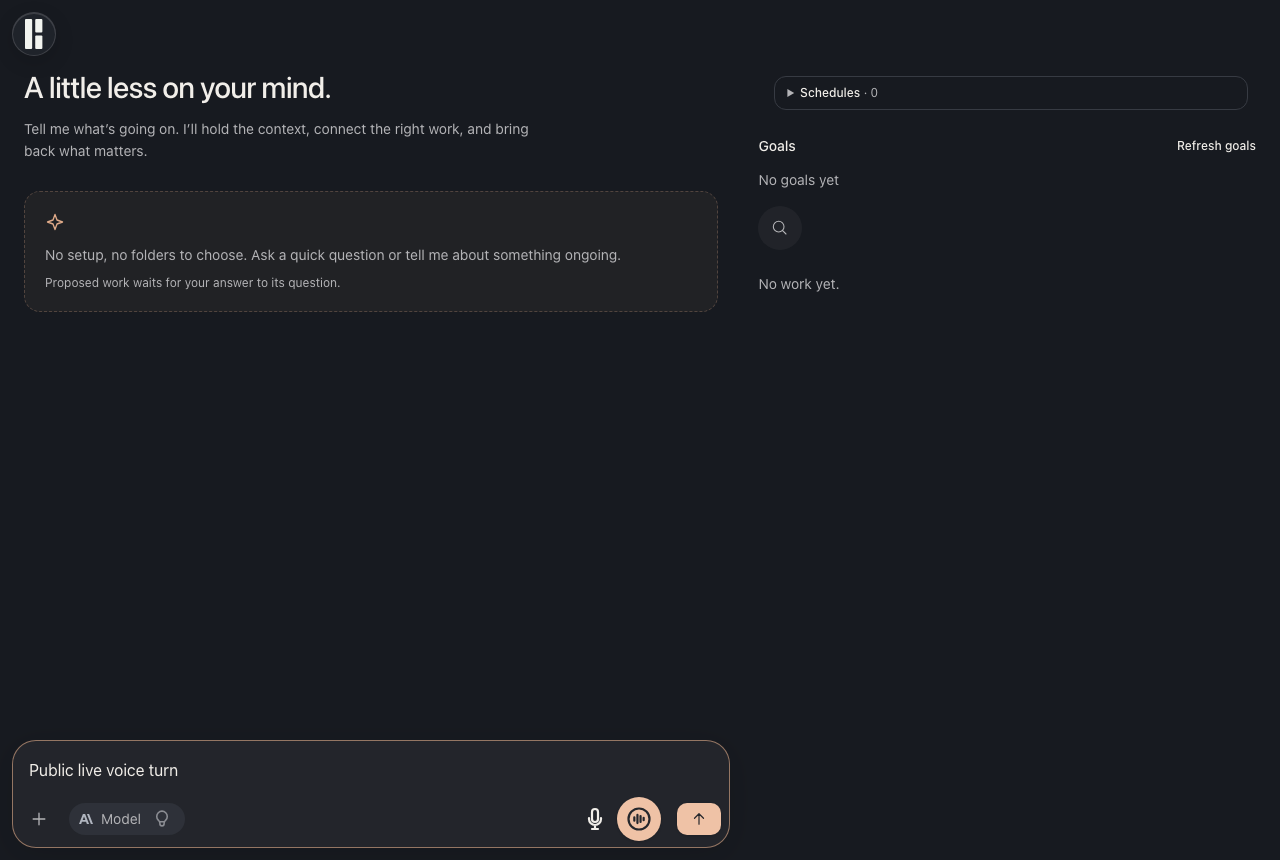 A little less on your mind.
Tell me what’s going on. I’ll hold the context, connect the right work, and bring
back what matters.
No setup, no folders to choose. Ask a quick question or tell me about something ongoing.
Proposed work waits for your answer to its question.
Schedules · 0
Goals
Refresh goals
No goals yet
No work yet.
Public live voice turn
Model